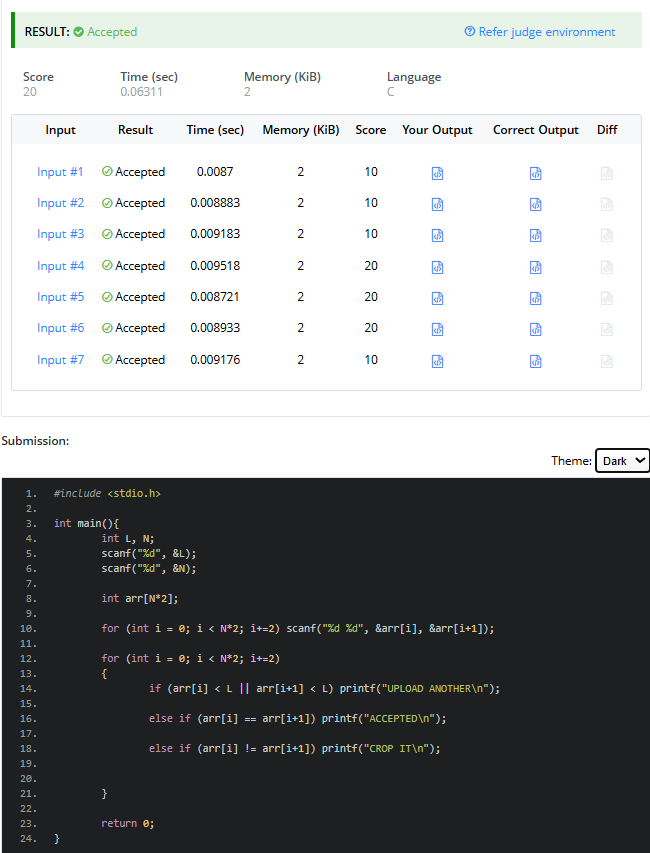 RESULT: Accepted Refer judge environment
Score Time (sec) Memory (KiB) Language
20 0.06311 2 C
Input Result Time (sec) Memory (KiB) Score Your Output Correct Output Diff
Input #1 Accepted 0.0087 2 10
Input #2 Accepted 0.008883 2 10
Input #3 Accepted 0.009183 2 10
Input #4 Accepted 0.009518 2 20
Input #5 Accepted 0.008721 2 20
Input #6 Accepted 0.008933 2 20
Input #7 Accepted 0.009176 2 10
Submission:
Theme: Dark
1. #include <stdio.h>
2.
3. int main(){
4. int L, N;
5. scanf("%d", &L);
6. scanf("%d", &N);
7.
8. int arr[N*2];
9.
10. for (int i = 0; i < N*2; i+=2) scanf("%d %d", &arr[i], &arr[i+1]);
11.
12. for (int i = 0; i < N*2; i+=2)
13. {
14. if (arr[i] < L || arr[i+1] < L) printf("UPLOAD ANOTHER\n");
15.
16. else if (arr[i] == arr[i+1]) printf("ACCEPTED\n");
17.
18. else if (arr[i] != arr[i+1]) printf("CROP IT\n");
19.
20.
21. }
22.
23. return 0;
24. }